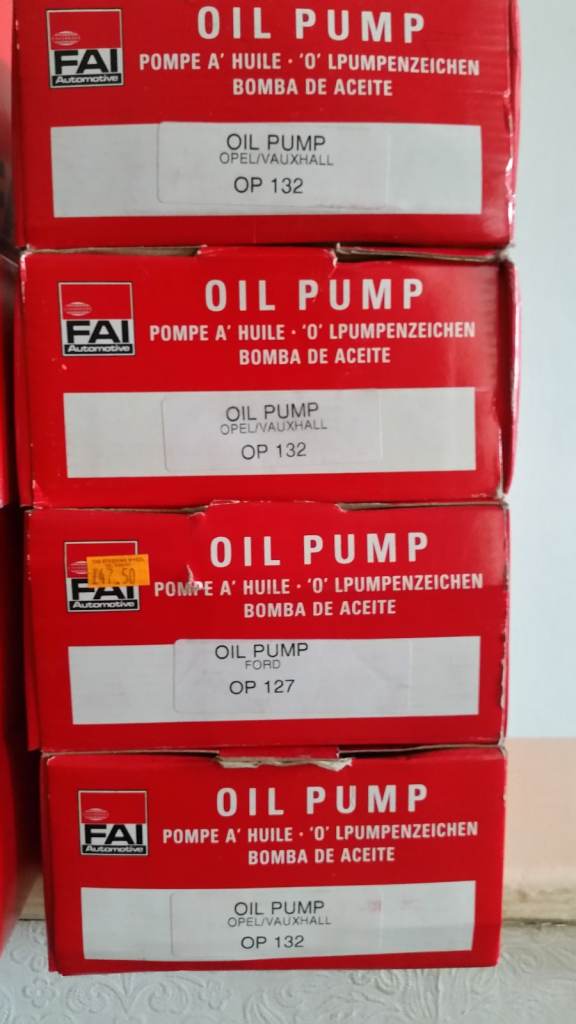 OIL PUMP
FAI
Automotive
POMPE A' HUILE · 'O' LPUMPENZEICHEN
BOMBA DE ACEITE
OIL PUMP
OPEL/VAUXHALL
OP 132
OIL PUMP
FAI
Automotive
POMPE A' HUILE · 'O' LPUMPENZEICHEN
BOMBA DE ACEITE
OIL PUMP
OPEL/VAUXHALL
OP 132
OIL PUMP
£47.50
FAI
Automotive
POMPE A' HUILE · 'O' LPUMPENZEICHEN
BOMBA DE ACEITE
OIL PUMP
FORD
OP 127
OIL PUMP
FAI
Automotive
POMPE A' HUILE · 'O' LPUMPENZEICHEN
BOMBA DE ACEITE
OIL PUMP
OPEL/VAUXHALL
OP 132